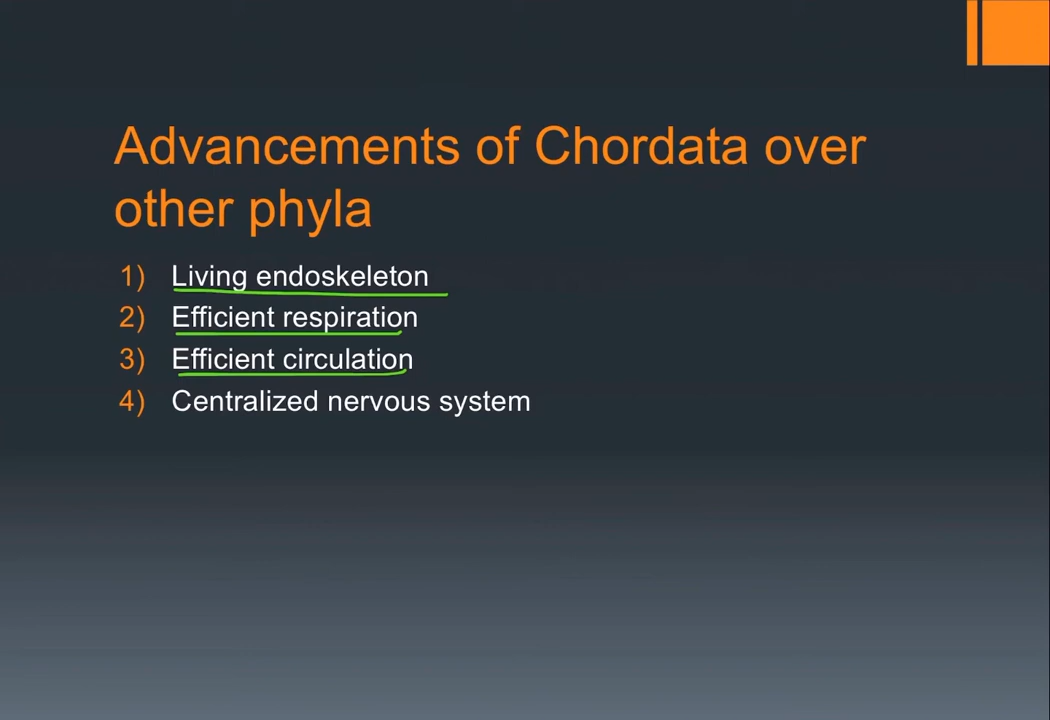 Advancements of Chordata over
other phyla
1) Living endoskeleton
2) Efficient respiration
3) Efficient circulation
4) Centralized nervous system